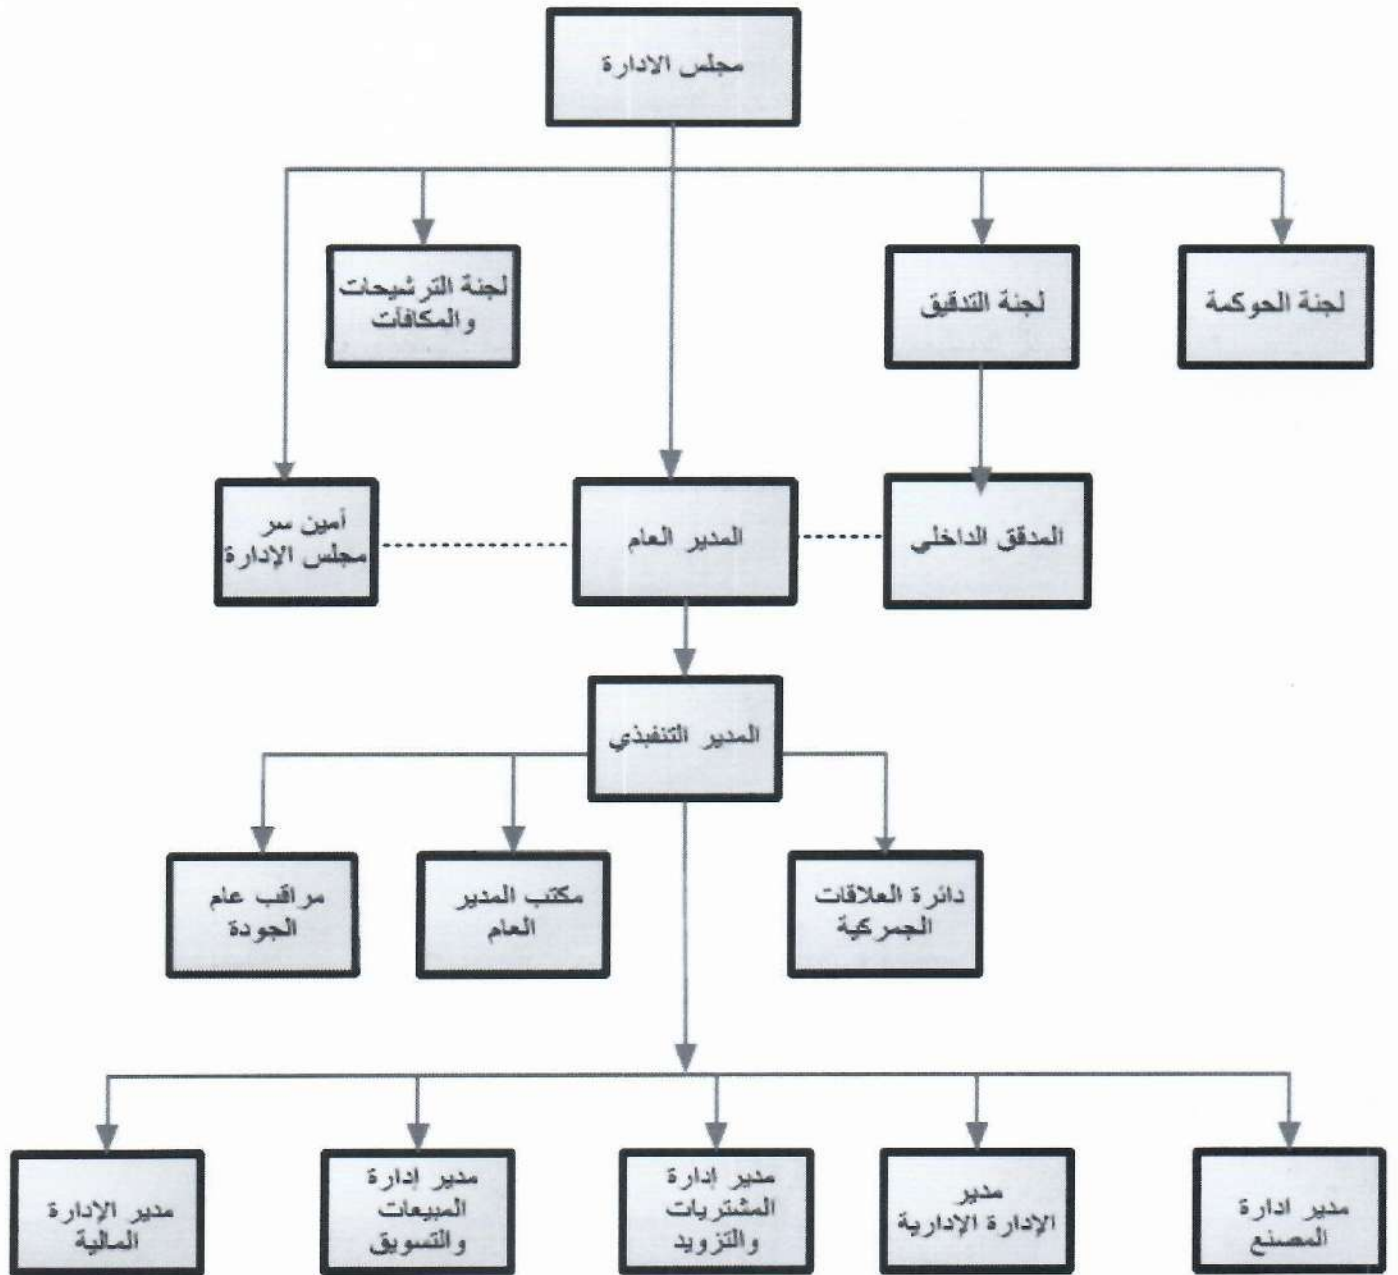 مجلس الادارة
لجنة الحوكمة
لجنة التدقيق
لجنة الترشيحات
والمكافآت
المدقق الداخلي
المدير العام
أمين سر
مجلس الإدارة
المدير التنفيذي
دائرة العلاقات
الجمركية
مكتب المدير
العام
مراقب عام
الجودة
مدير ادارة
المصنع
مدير
الإدارة الإدارية
مدير إدارة
المشتريات
والتزويد
مدير إدارة
المبيعات
والتسويق
مدير الإدارة
المالية